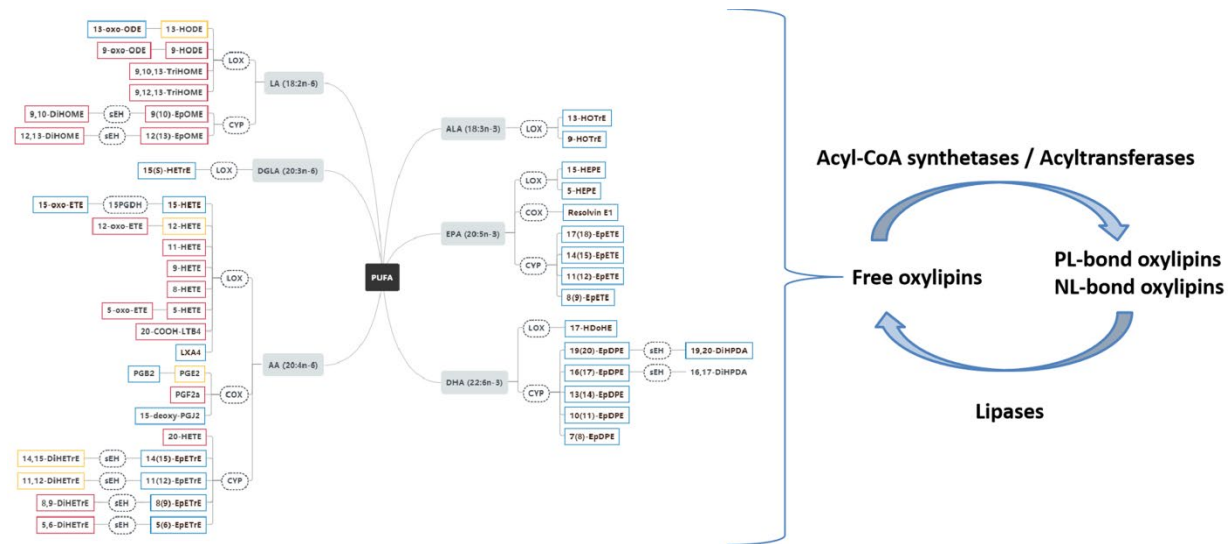 13-oxo-ODE 13-HODE
9-oxo-ODE 9-HODE
LOX
9,10,13-TriHOME
9,12,13-TriHOME
LA (18:2n-6)
9,10-DiHOME sEH 9(10)-EpOME
CYP
12,13-DiHOME sEH 12(13)-EpOME
15(S)-HETrE LOX DGLA (20:3n-6)
15-oxo-ETE 15PGDH 15-HETE
12-oxo-ETE 12-HETE
11-HETE
9-HETE
LOX
8-HETE
5-oxo-ETE 5-HETE
20-COOH-LTB4
LXA4
AA (20:4n-6)
PGB2 PGE2
PGF2a COX
15-deoxy-PGJ2
20-HETE
14,15-DiHETrE sEH 14(15)-EpETrE
11,12-DiHETrE sEH 11(12)-EpETrE CYP
8,9-DiHETrE sEH 8(9)-EpETrE
5,6-DiHETrE sEH 5(6)-EpETrE
PUFA
ALA (18:3n-3) LOX
13-HOTrE
9-HOTrE
EPA (20:5n-3)
LOX
15-HEPE
5-HEPE
COX Resolvin E1
CYP
17(18)-EpETE
14(15)-EpETE
11(12)-EpETE
8(9)-EpETE
DHA (22:6n-3)
LOX 17-HDoHE
CYP
19(20)-EpDPE sEH 19,20-DiHPDA
16(17)-EpDPE sEH 16,17-DiHPDA
13(14)-EpDPE
10(11)-EpDPE
7(8)-EpDPE
Acyl-CoA synthetases / Acyltransferases
Free oxylipins
PL-bond oxylipins
NL-bond oxylipins
Lipases